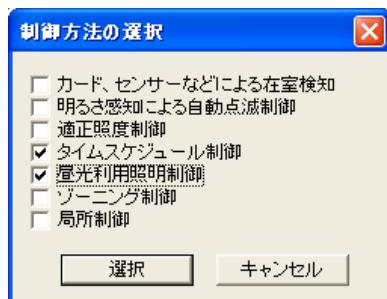 制御方法の選択
カード、センサーなどによる在室検知
明るさ感知による自動点滅制御
適正照度制御
タイムスケジュール制御
昼光利用照明制御
ゾーニング制御
局所制御
選択
キャンセル